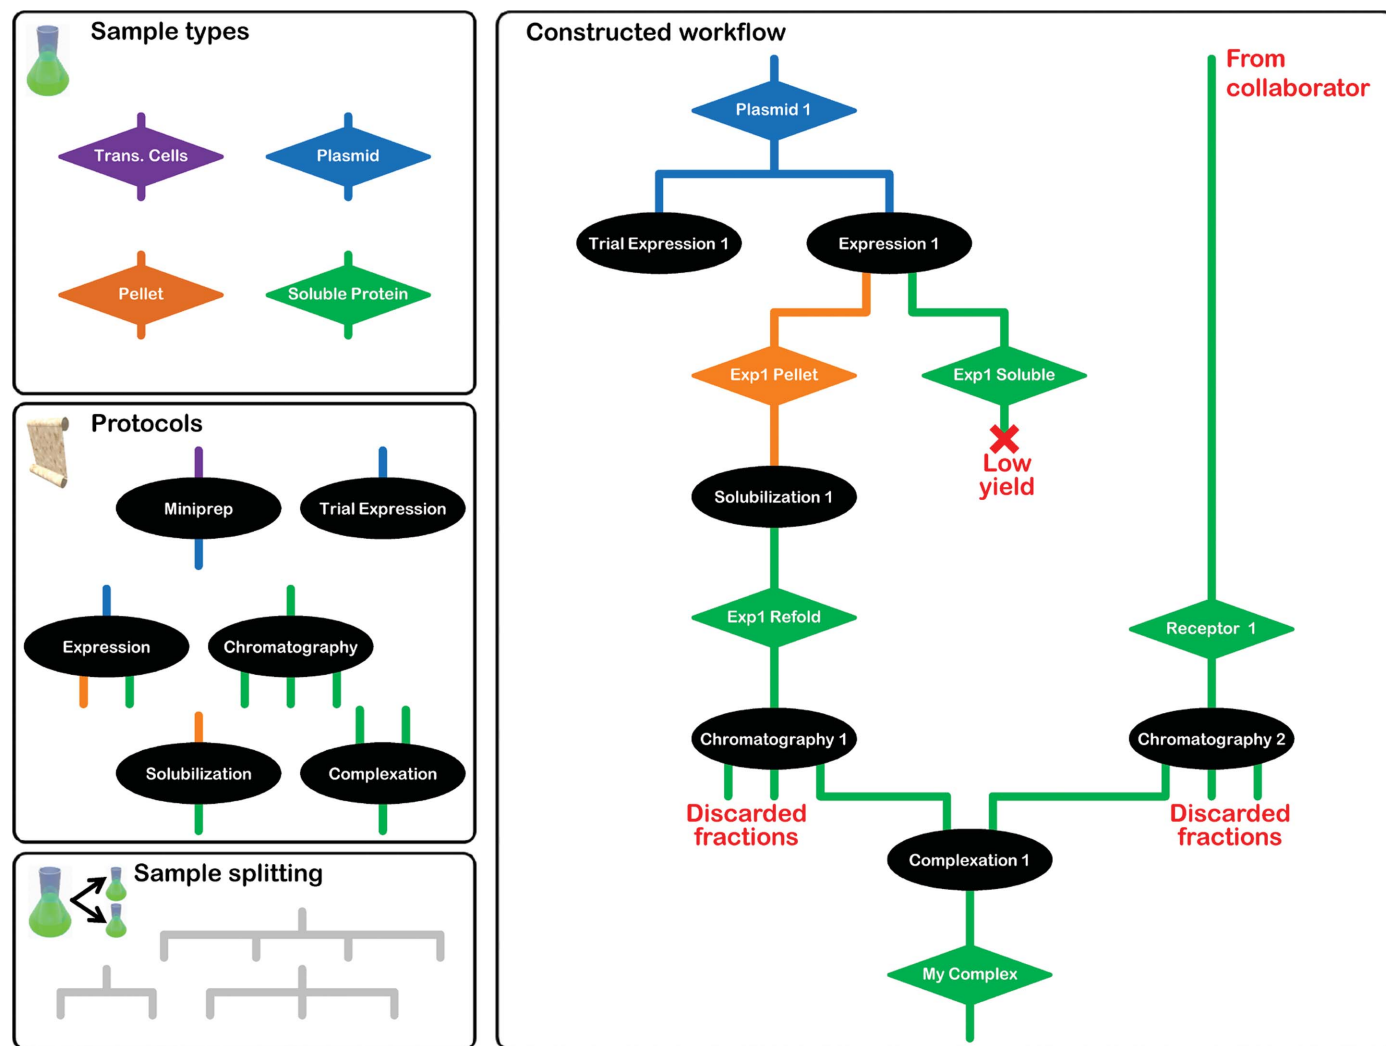 Sample types
Trans. Cells
Plasmid
Pellet
Soluble Protein
Protocols
Miniprep
Trial Expression
Expression
Chromatography
Solubilization
Complexation
Sample splitting
Constructed workflow
From
collaborator
Plasmid 1
Trial Expression 1
Expression 1
Exp1 Pellet
Exp1 Soluble
Low
yield
Solubilization 1
Exp1 Refold
Receptor 1
Chromatography 1
Chromatography 2
Discarded
fractions
Discarded
fractions
Complexation 1
My Complex